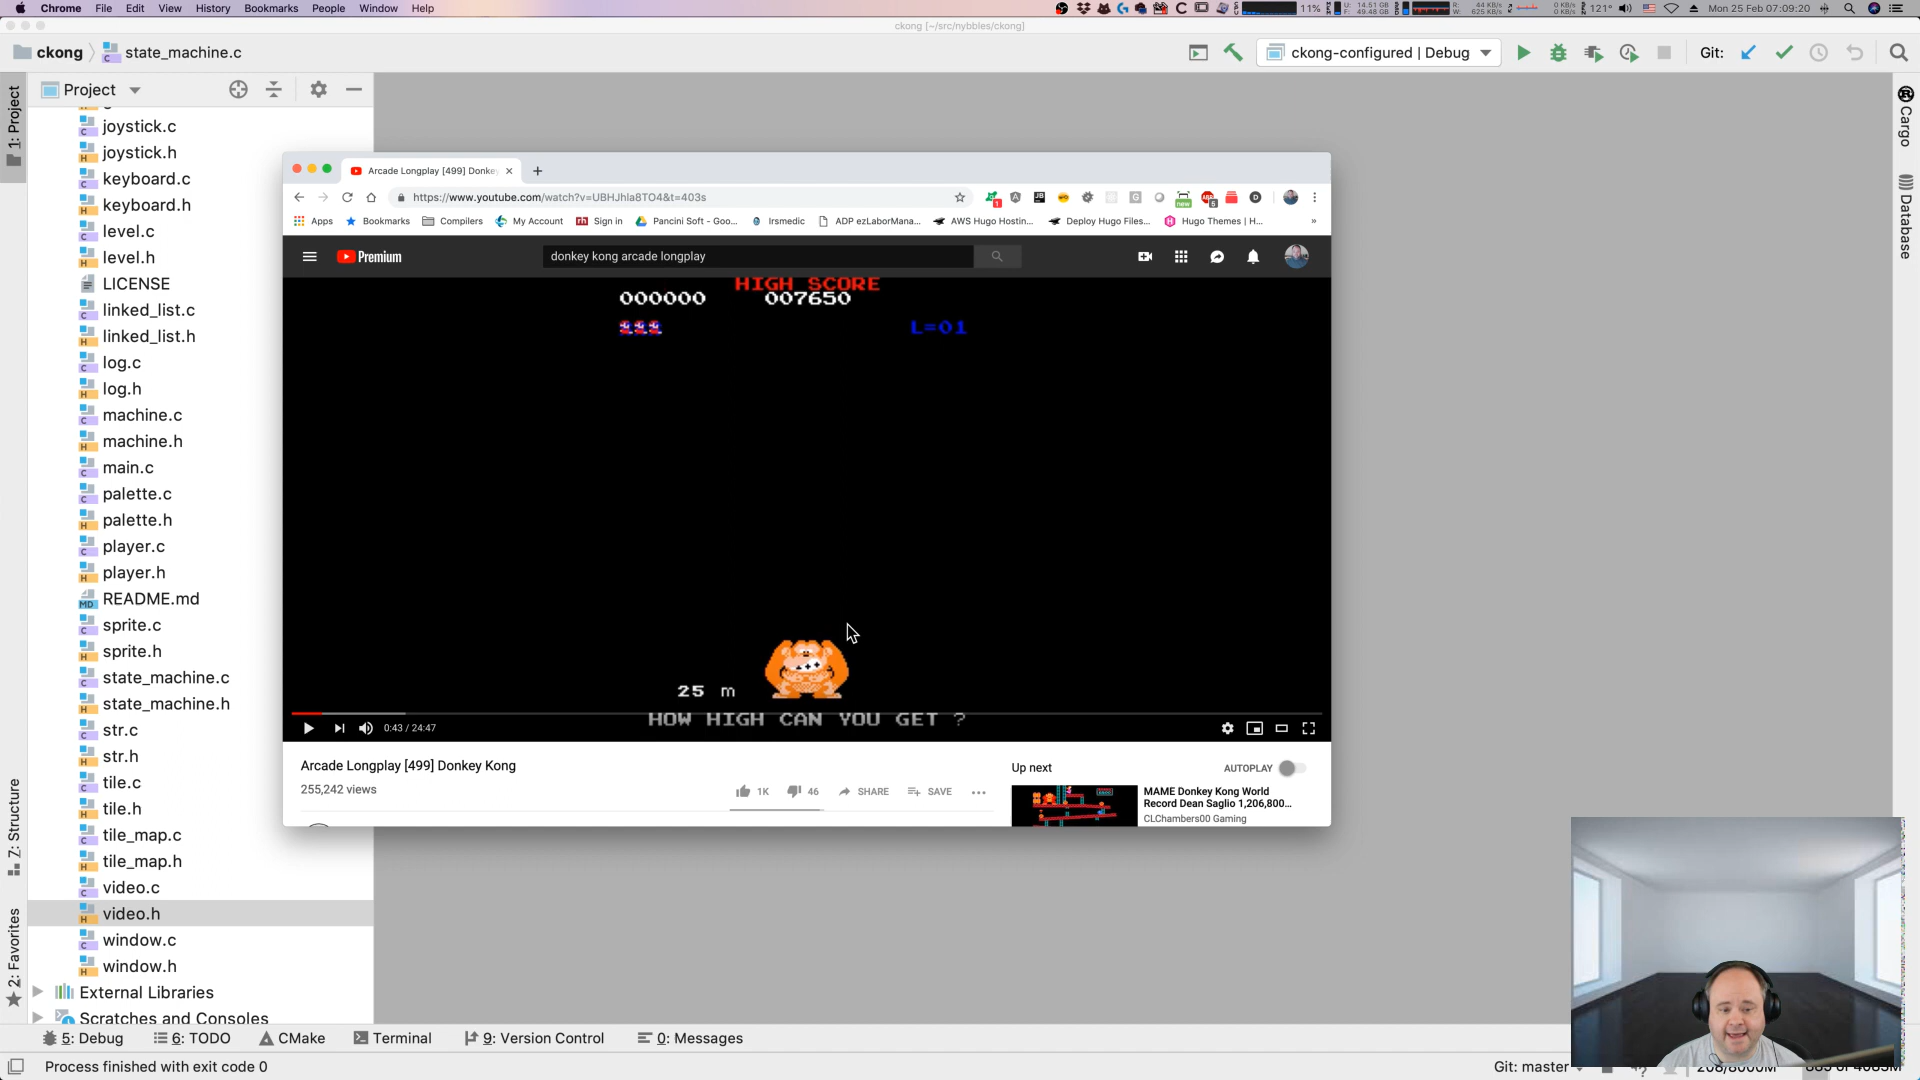 Chrome File Edit View History Bookmarks People Window Help
11% Mon 25 Feb 07:09:20
ckong [~/src/nybbles/ckong]
ckong state_machine.c
ckong-configured | Debug
Git:
1: Project
Project
joystick.c
joystick.h
keyboard.c
keyboard.h
level.c
level.h
LICENSE
linked_list.c
linked_list.h
log.c
log.h
machine.c
machine.h
main.c
palette.c
palette.h
player.c
player.h
README.md
sprite.c
sprite.h
state_machine.c
state_machine.h
str.c
str.h
tile.c
tile.h
tile_map.c
tile_map.h
video.c
video.h
window.c
window.h
External Libraries
Scratches and Consoles
7: Structure
2: Favorites
Cargo
Database
Arcade Longplay [499] Donkey
https://www.youtube.com/watch?v=UBHJhla8TO4&t=403s
Apps Bookmarks Compilers My Account Sign in Pancini Soft - Goo... Irsmedic ADP ezLaborMana... AWS Hugo Hostin... Deploy Hugo Files... Hugo Themes | H... »
Premium
donkey kong arcade longplay
HIGH SCORE
000000 007650
L=01
25 m
HOW HIGH CAN YOU GET ?
0:43 / 24:47
Arcade Longplay [499] Donkey Kong
255,242 views
1K 46 SHARE SAVE
Up next AUTOPLAY
MAME Donkey Kong World
Record Dean Saglio 1,206,800...
CLChambers00 Gaming
5: Debug 6: TODO CMake Terminal 9: Version Control 0: Messages
Process finished with exit code 0
Git: master